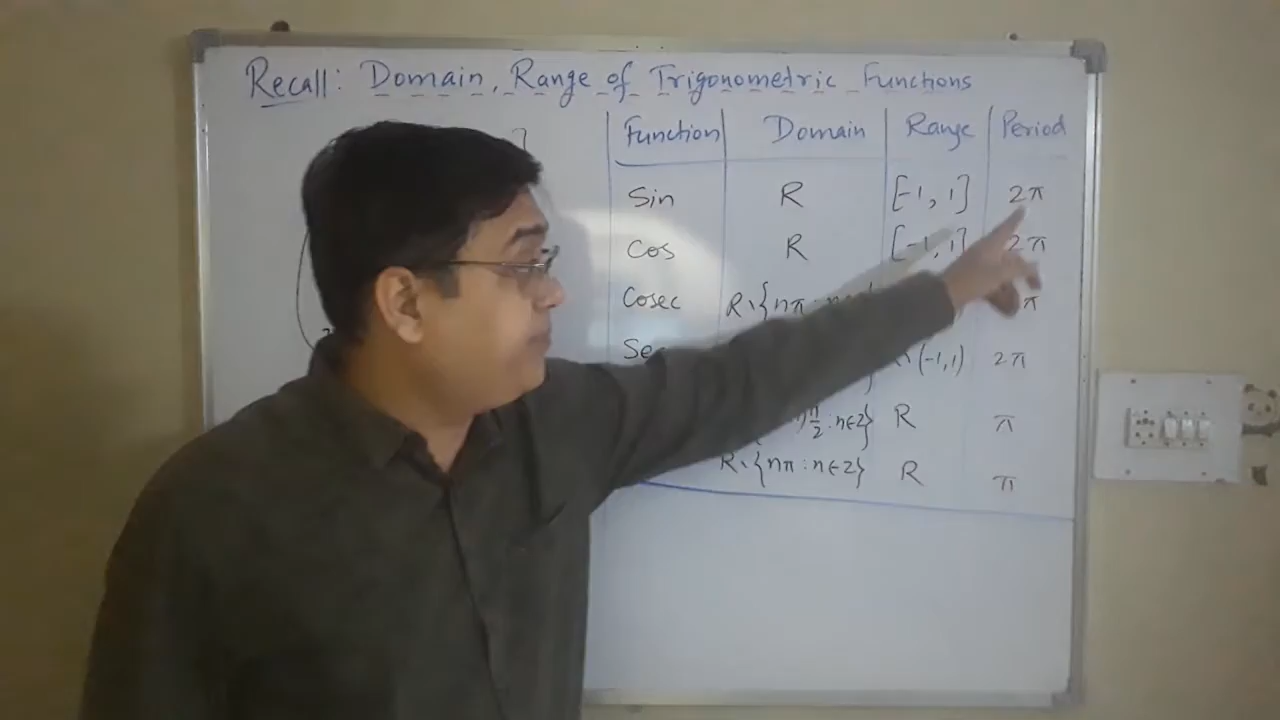 Recall: Domain, Range of Trigonometric Functions
Function Domain Range Period
Sin R [-1, 1] 2π
Cos R [-1, 1] 2π
Cosec R\{nπ: π
\(-1,1) 2π
π/2 : n∈Z} R π
R\{nπ : n∈Z} R π